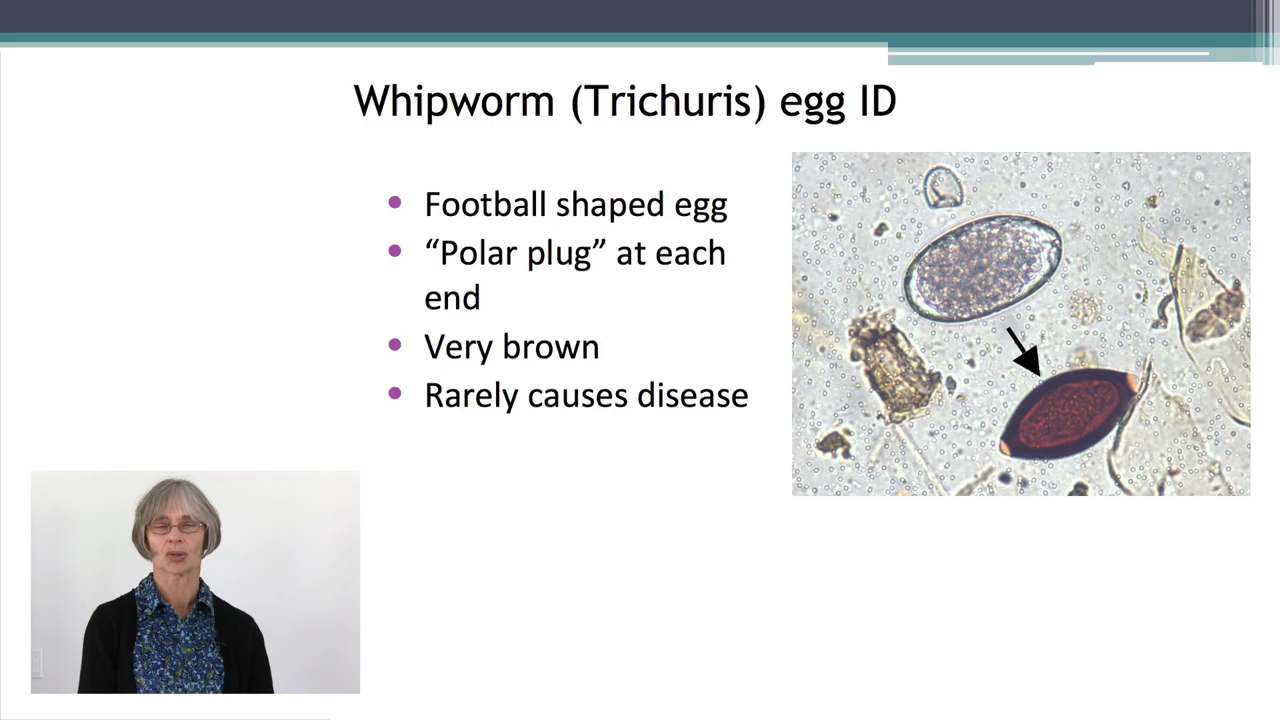 Whipworm (Trichuris) egg ID
Football shaped egg
“Polar plug” at each
end
Very brown
Rarely causes disease